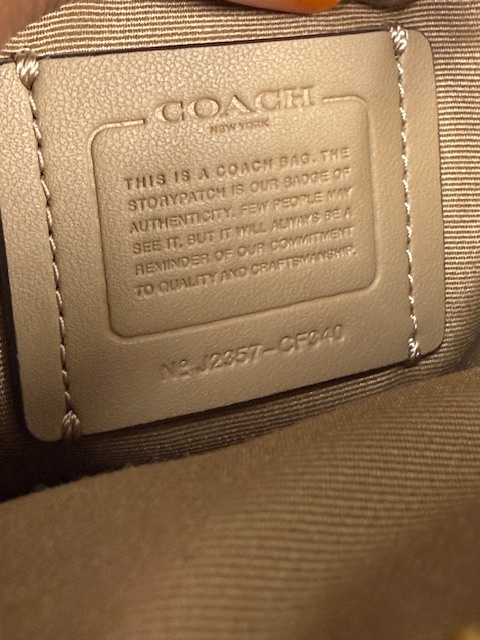 COACH
NEW YORK
THIS IS A COACH BAG. THE
STORYPATCH IS OUR BADGE OF
AUTHENTICITY. FEW PEOPLE MAY
SEE IT, BUT IT WILL ALWAYS BE A
REMINDER OF OUR COMMITMENT
TO QUALITY AND CRAFTSMANSHIP.
Nº J2357-CF340